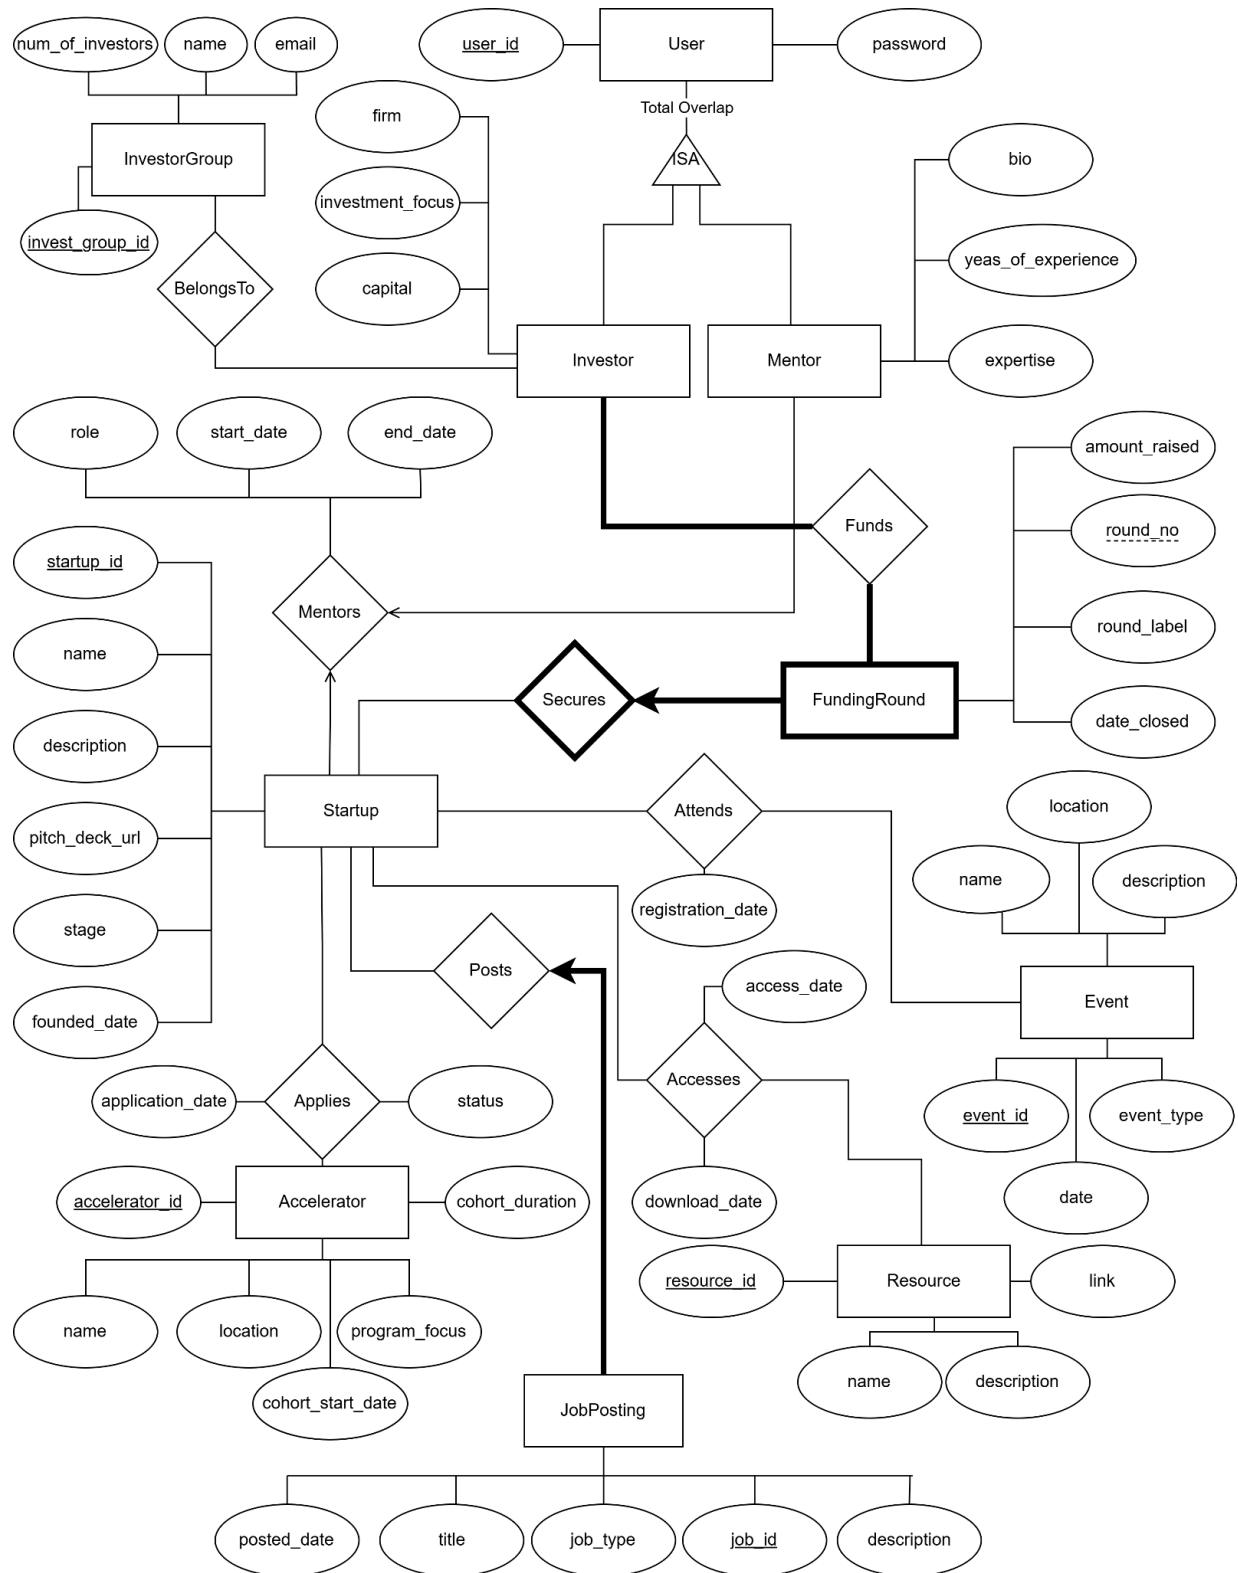 num_of_investors
name
email
user_id
User
password
Total Overlap
ISA
InvestorGroup
invest_group_id
BelongsTo
firm
investment_focus
capital
bio
yeas_of_experience
expertise
Investor
Mentor
role
start_date
end_date
amount_raised
round_no
round_label
date_closed
Funds
startup_id
name
description
pitch_deck_url
stage
founded_date
Mentors
Secures
FundingRound
Startup
Attends
registration_date
location
name
description
Event
event_id
event_type
date
Posts
access_date
Accesses
download_date
application_date
Applies
status
accelerator_id
Accelerator
cohort_duration
name
location
program_focus
cohort_start_date
resource_id
Resource
link
name
description
JobPosting
posted_date
title
job_type
job_id
description